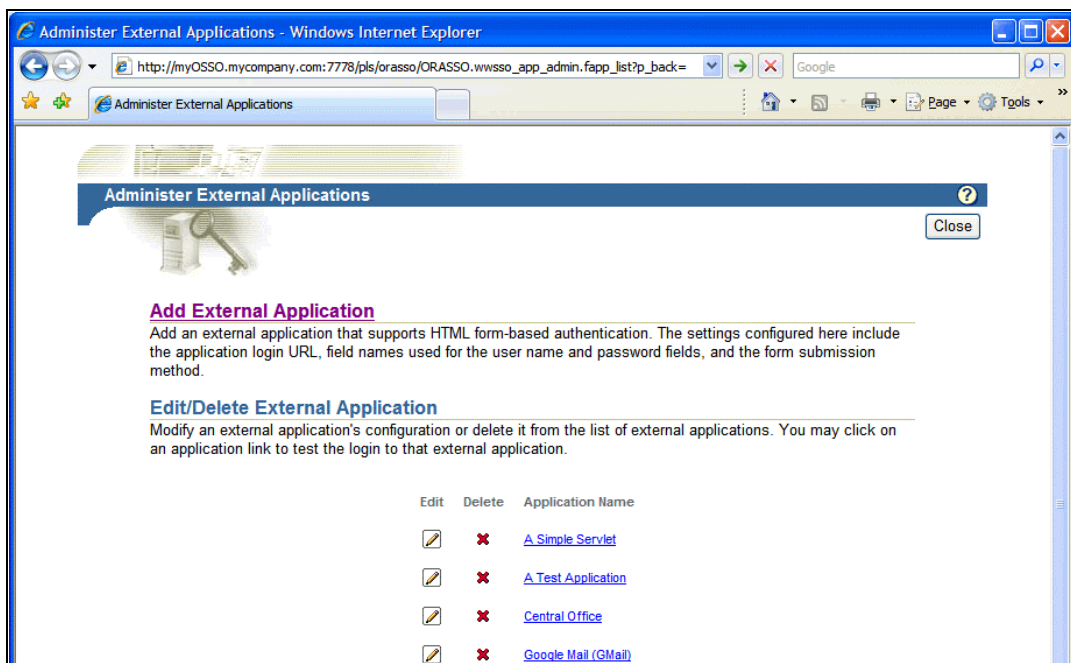 Administer External Applications - Windows Internet Explorer
http://myOSSO.mycompany.com:7778/pls/orasso/ORASSO.wwsso_app_admin.fapp_list?p_back=
Google
Administer External Applications
Page
Tools
»
Administer External Applications
?
Close
Add External Application
Add an external application that supports HTML form-based authentication. The settings configured here include
the application login URL, field names used for the user name and password fields, and the form submission
method.
Edit/Delete External Application
Modify an external application's configuration or delete it from the list of external applications. You may click on
an application link to test the login to that external application.
Edit Delete Application Name
A Simple Servlet
A Test Application
Central Office
Google Mail (GMail)